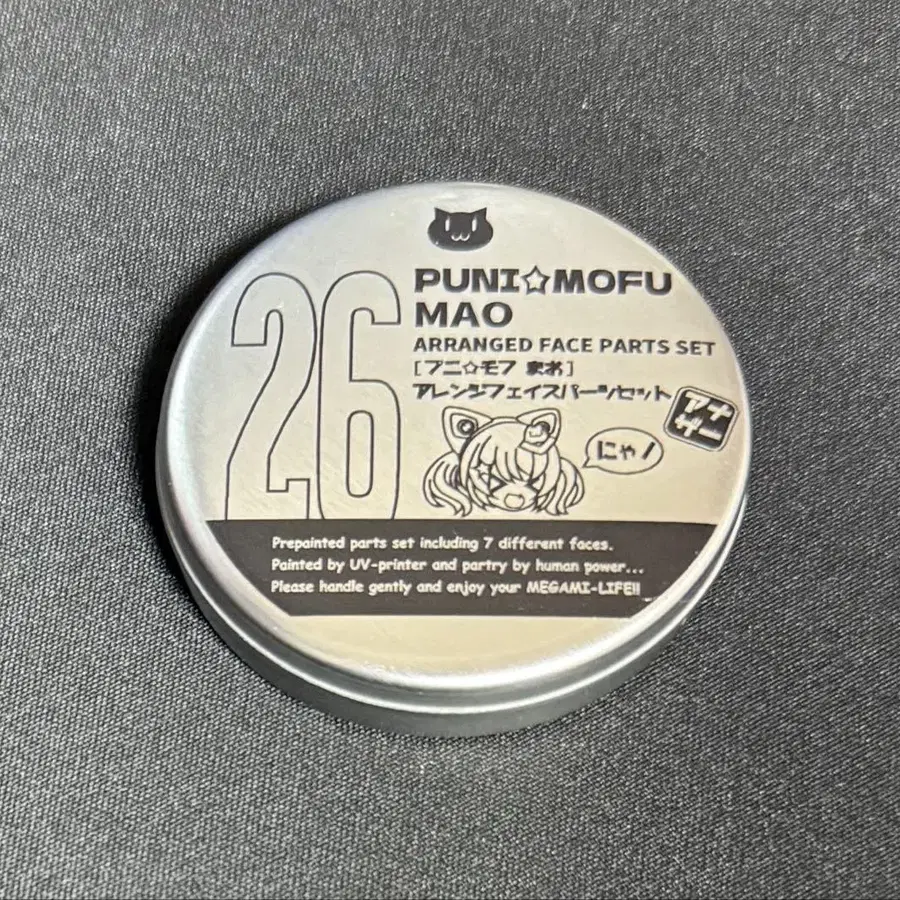 26
PUNI☆MOFU
MAO
ARRANGED FACE PARTS SET
[プニ☆モフ まお]
アレンジフェイスパーツセット
アナ
ザー
にゃ!
Prepainted parts set including 7 different faces.
Painted by UV-printer and partry by human power...
Please handle gently and enjoy your MEGAMI-LIFE!!